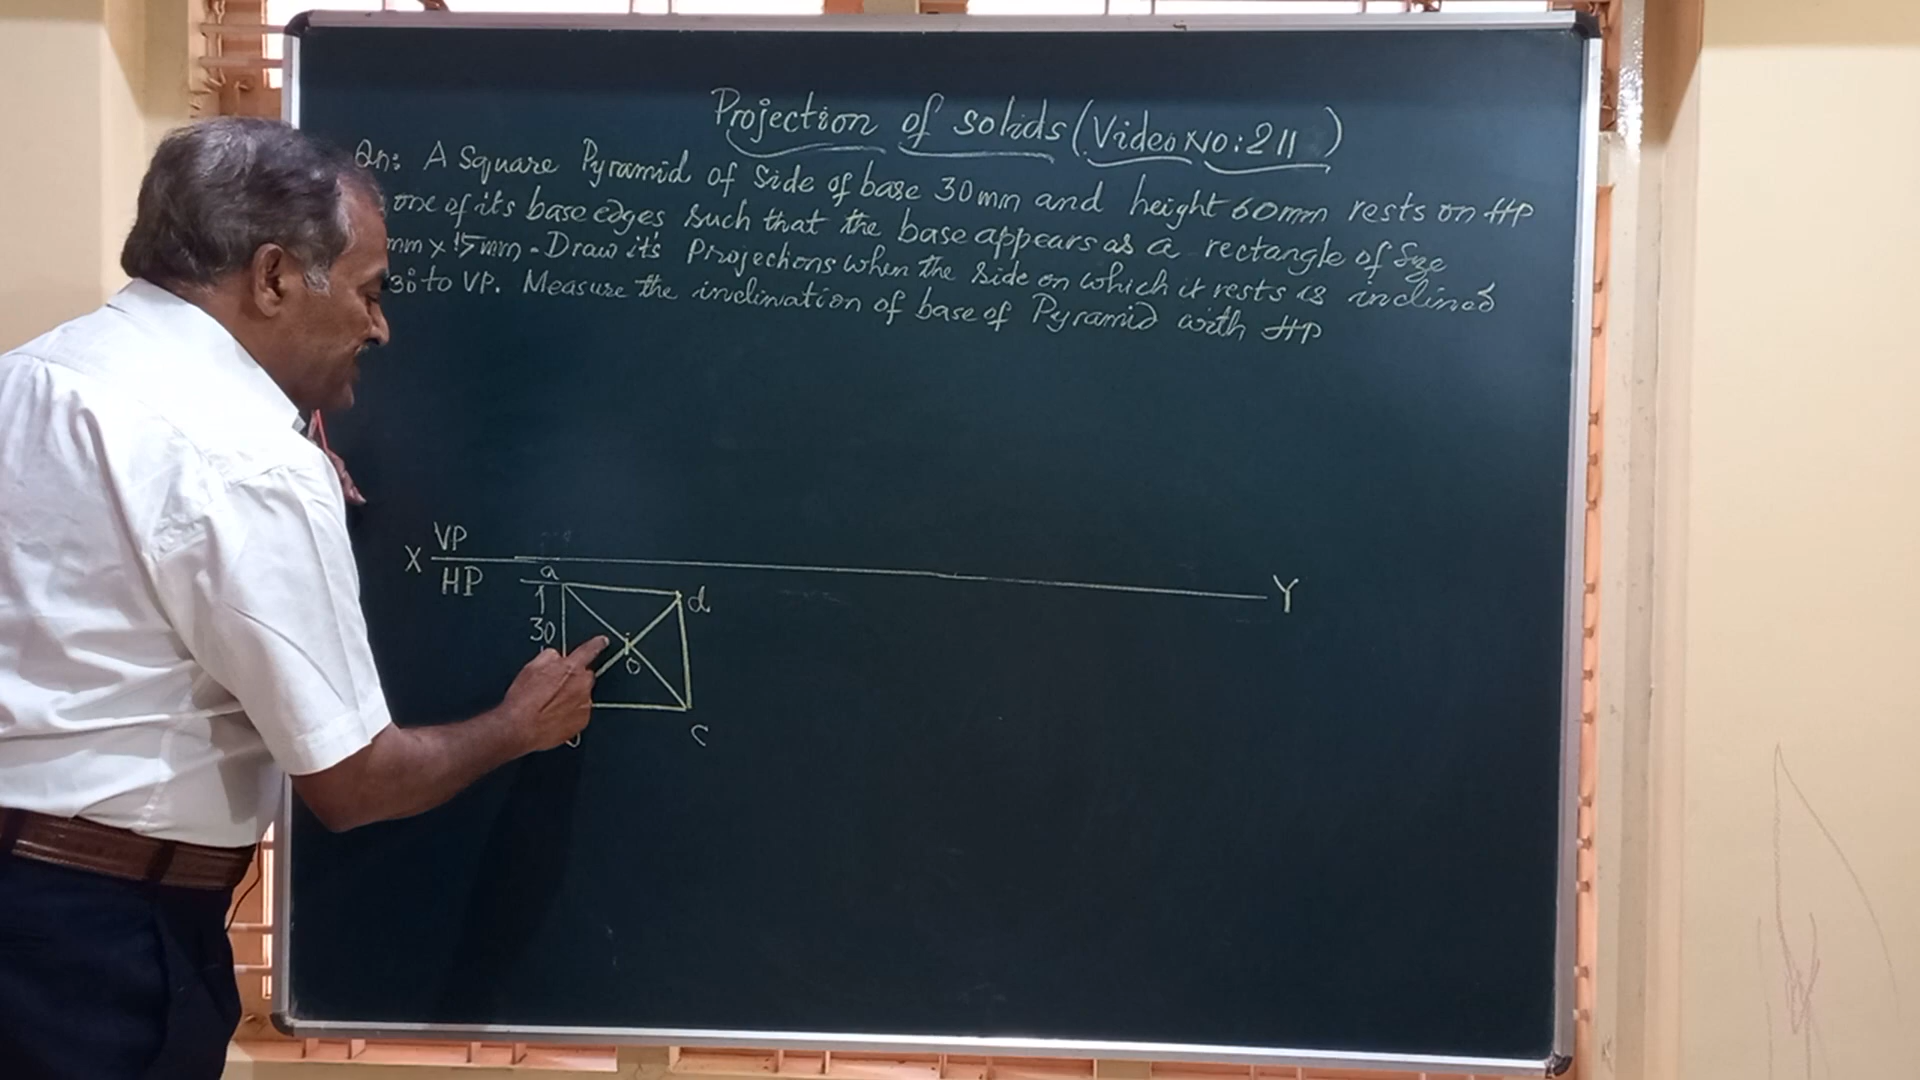 Projection of solids (Video No: 211)
Qn: A Square Pyramid of side of base 30mm and height 60mm rests on HP
one of its base edges such that the base appears as a rectangle of Size
mm x 15mm. Draw its Projections when the side on which it rests is inclined
30° to VP. Measure the inclination of base of Pyramid with HP
VP
X
HP
Y
a
d
30
o
b
c